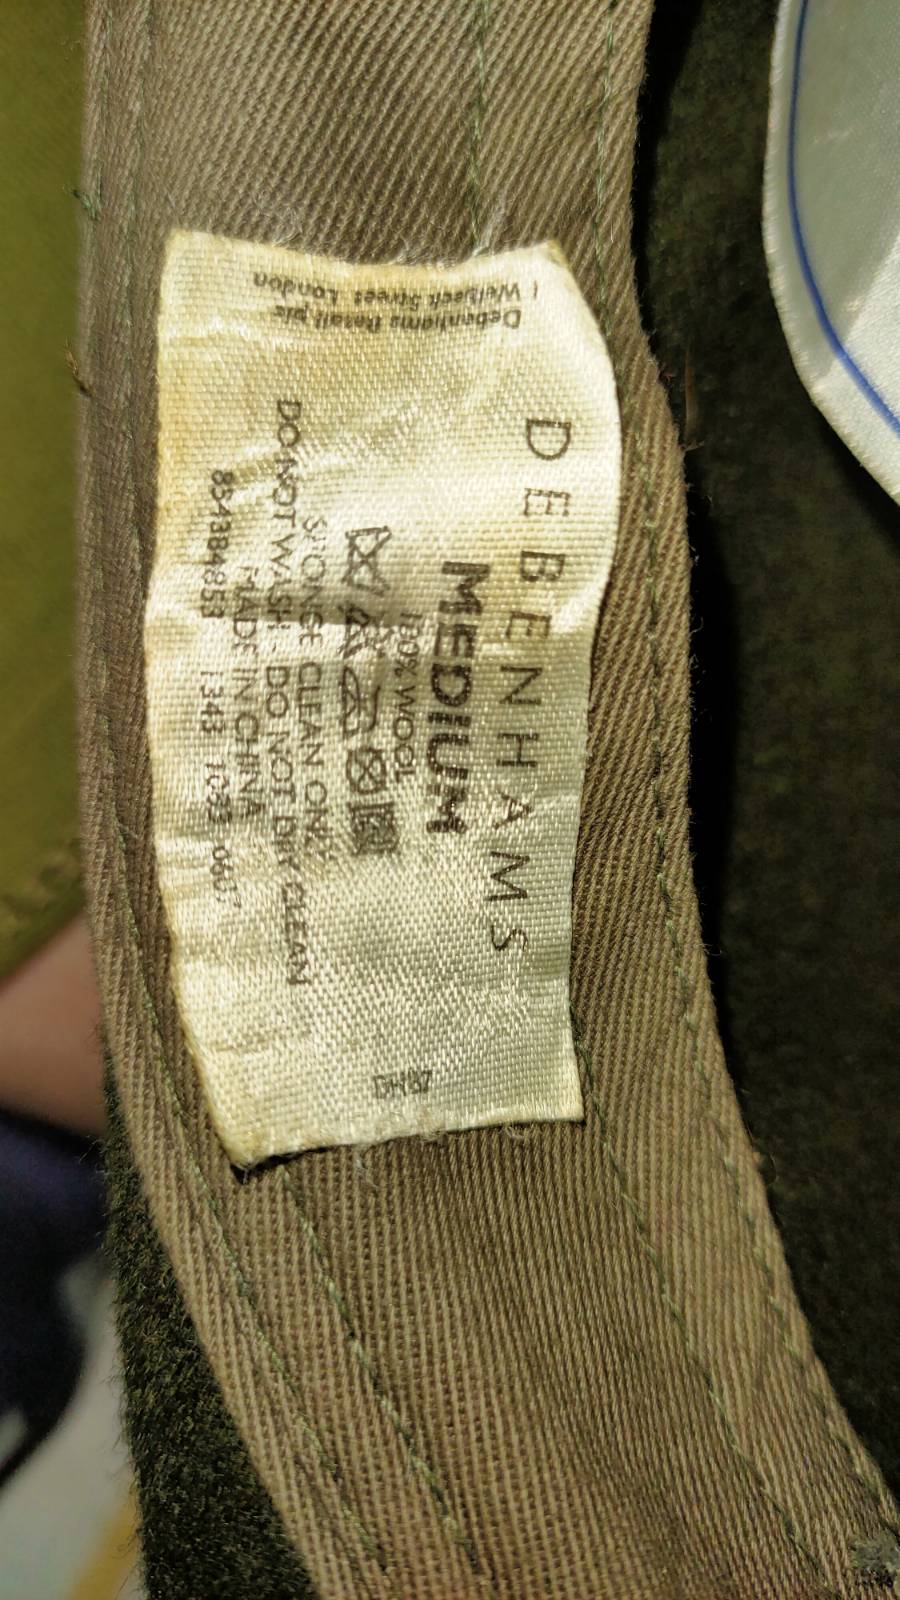 DEBENHAMS
MEDIUM
100% WOOL
SPONGE CLEAN ONLY
DO NOT WASH - DO NOT DRY CLEAN
MADE IN CHINA
1343
Debenhams Retail plc
1 Welbeck Street London
DH87